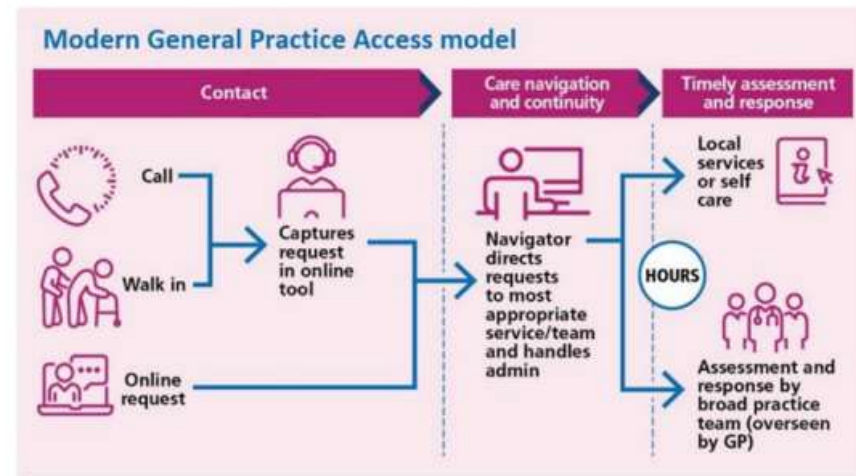 Modern General Practice Access model
Contact
Care navigation
and continuity
Timely assessment
and response
Call
Walk in
Online
request
Captures
request
in online
tool
Navigator
directs
requests
to most
appropriate
service/team
and handles
admin
Local
services
or self
care
HOURS
Assessment and
response by
broad practice
team (overseen
by GP)